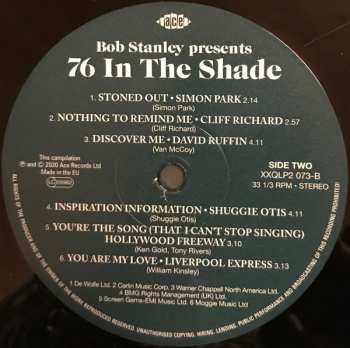 ace
Bob Stanley presents
76 In The Shade
1. STONED OUT • SIMON PARK 2.14
(Simon Park)
2. NOTHING TO REMIND ME • CLIFF RICHARD 2.57
(Cliff Richard)
3. DISCOVER ME • DAVID RUFFIN 4.11
(Van McCoy)
This compilation
℗ and © 2020 Ace Records Ltd
Made in the EU
LC
SIDE TWO
XXQLP2 073-B
33 1/3 RPM • STEREO
4. INSPIRATION INFORMATION • SHUGGIE OTIS 4.11
(Shuggie Otis)
5. YOU'RE THE SONG (THAT I CAN'T STOP SINGING)
HOLLYWOOD FREEWAY 3.10
(Ken Gold, Tony Rivers)
6. YOU ARE MY LOVE • LIVERPOOL EXPRESS 3.13
(William Kinsley)
1 De Wolfe Ltd. 2 Carlin Music Corp. 3 Warner Chappell North America Ltd.
4 BMG Rights Management (UK) Ltd.
5 Screen Gems-EMI Music Ltd. 6 Moggie Music Ltd
ALL RIGHTS OF THE PRODUCER AND OF THE OWNER OF THE WORK REPRODUCED RESERVED. UNAUTHORISED COPYING, HIRING, LENDING, PUBLIC PERFORMANCE AND BROADCASTING OF THIS RECORD PROHIBITED.